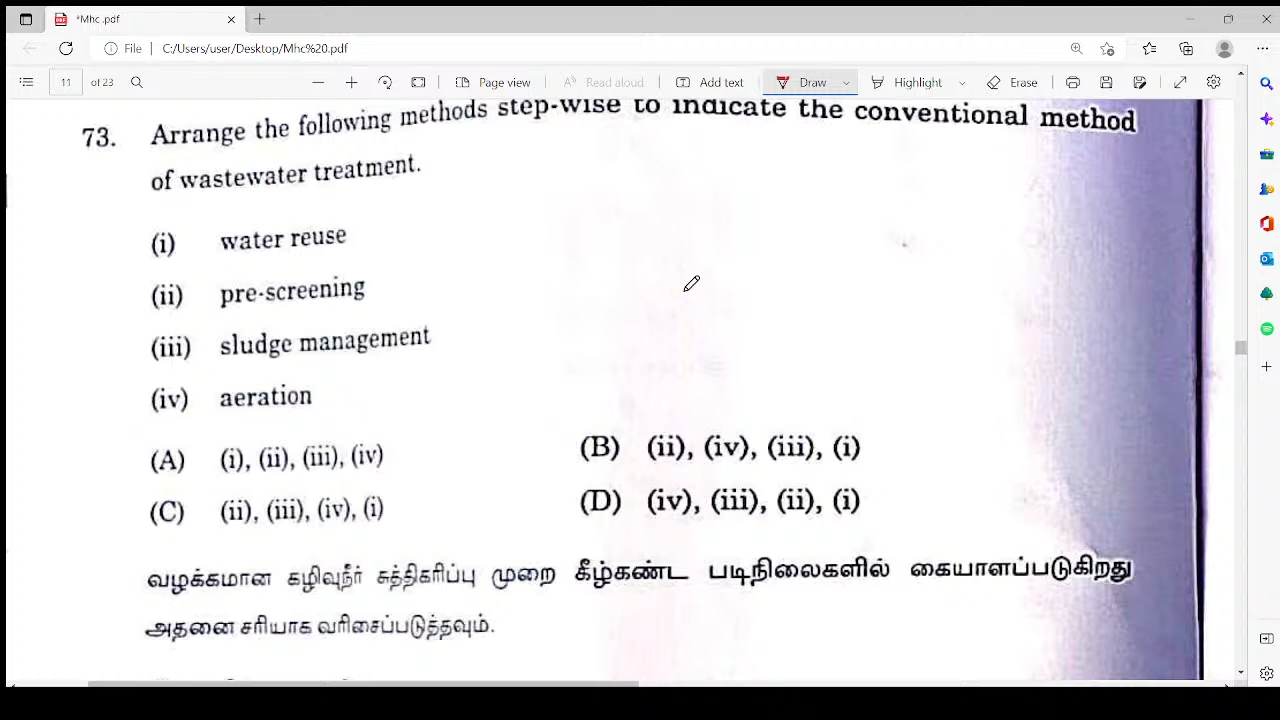 *Mhc .pdf
File | C:/Users/user/Desktop/Mhc%20.pdf
11 of 23 Page view Read aloud Add text Draw Highlight Erase
73. Arrange the following methods step-wise to indicate the conventional method
of wastewater treatment.
(i) water reuse
(ii) pre-screening
(iii) sludge management
(iv) aeration
(A) (i), (ii), (iii), (iv) (B) (ii), (iv), (iii), (i)
(C) (ii), (iii), (iv), (i) (D) (iv), (iii), (ii), (i)
வழக்கமான கழிவுநீர் சுத்திகரிப்பு முறை கீழ்கண்ட படிநிலைகளில் கையாளப்படுகிறது
அதனை சரியாக வரிசைப்படுத்தவும்.